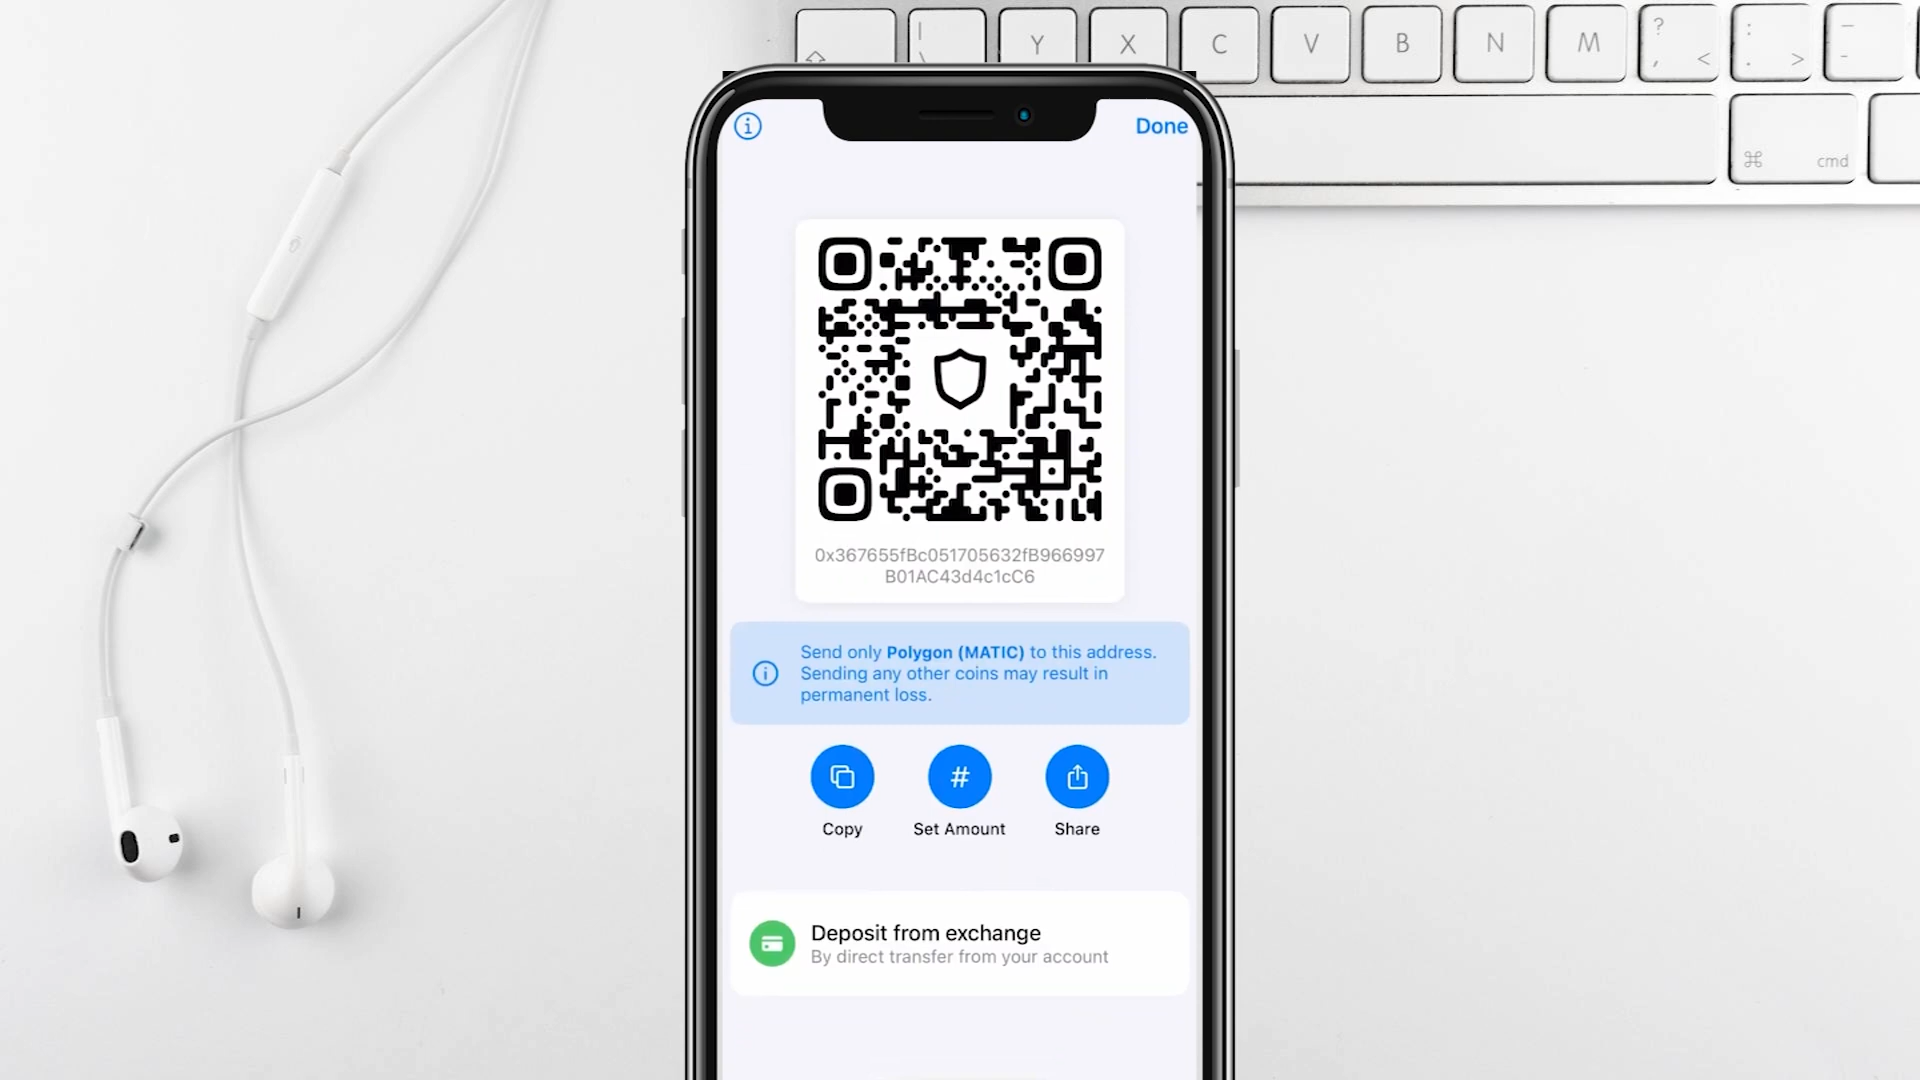 Y X C V B N M ? , < : . > – -
⌘ cmd
Done
0x367655fBc051705632fB966997
B01AC43d4c1cC6
Send only Polygon (MATIC) to this address.
Sending any other coins may result in
permanent loss.
Copy Set Amount Share
Deposit from exchange
By direct transfer from your account